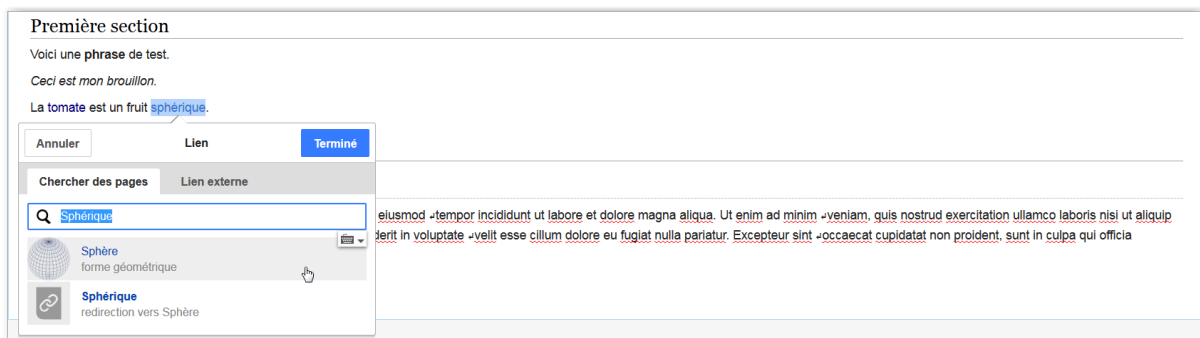 Première section
Voici une phrase de test.
Ceci est mon brouillon.
La tomate est un fruit sphérique.
Annuler
Lien
Terminé
Chercher des pages
Lien externe
Sphérique
Sphère
forme géométrique
Sphérique
redirection vers Sphère
eiusmod ↵tempor incididunt ut labore et dolore magna aliqua. Ut enim ad minim ↵veniam, quis nostrud exercitation ullamco laboris nisi ut aliquip
derit in voluptate ↵velit esse cillum dolore eu fugiat nulla pariatur. Excepteur sint ↵occaecat cupidatat non proident, sunt in culpa qui officia